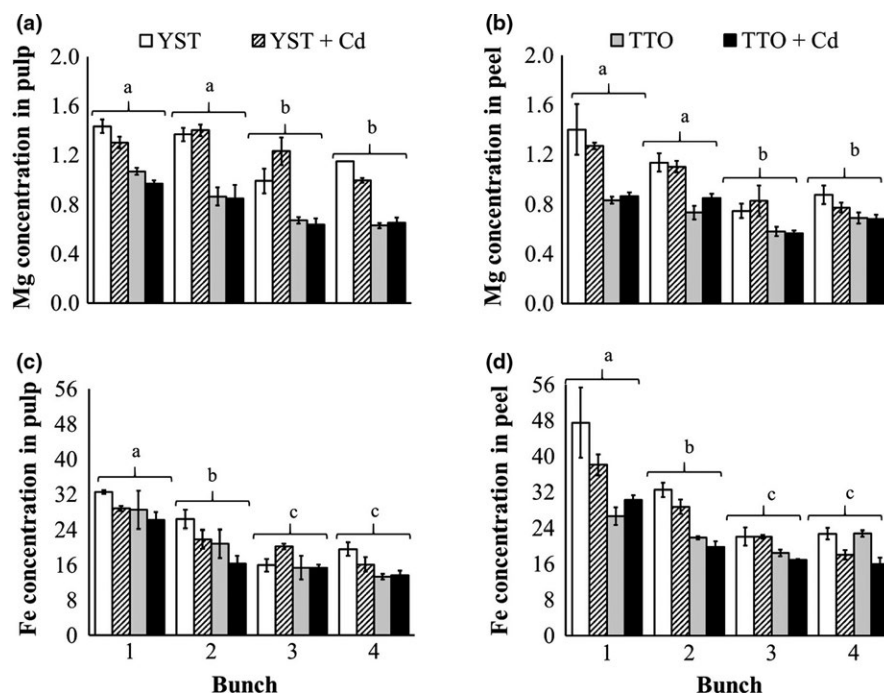 (a) YST YST + Cd
Mg concentration in pulp
2.0
1.6
1.2
0.8
0.4
0.0
a a b b
(b) TTO TTO + Cd
Mg concentration in peel
2.0
1.6
1.2
0.8
0.4
0.0
a a b b
(c)
Fe concentration in pulp
56
48
40
32
24
16
8
0
a b c c
1 2 3 4
Bunch
(d)
Fe concentration in peel
56
48
40
32
24
16
8
0
a b c c
1 2 3 4
Bunch